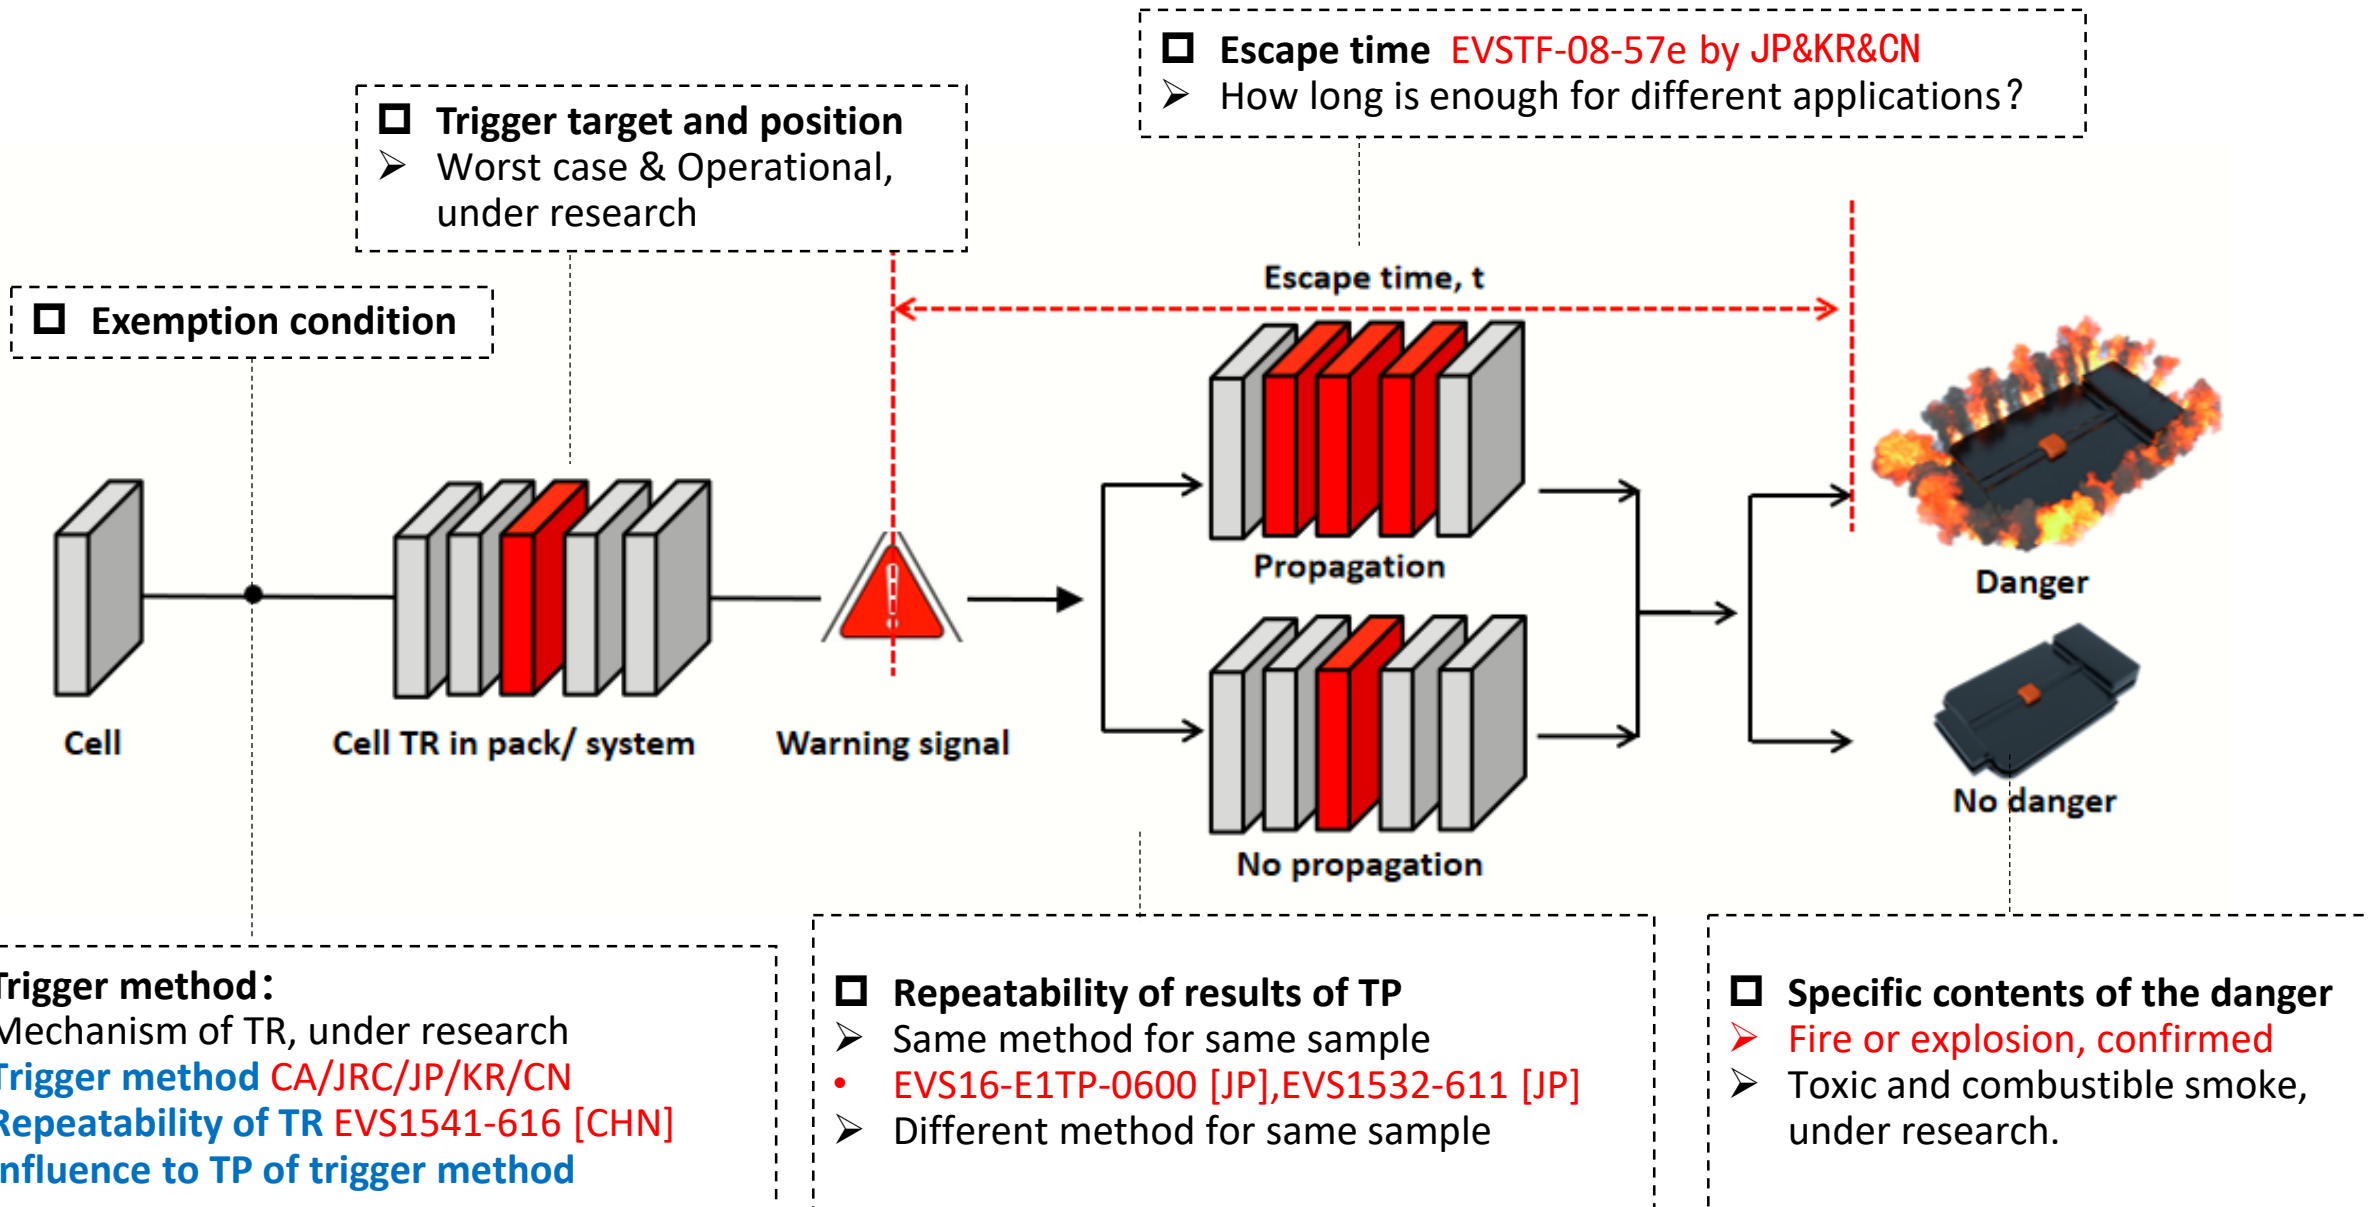 Escape time EVSTF-08-57e by JP&KR&CN
How long is enough for different applications?
Trigger target and position
Worst case & Operational,
under research
Exemption condition
Escape time, t
Propagation
Danger
Cell
Cell TR in pack/ system
Warning signal
No propagation
No danger
Trigger method:
Mechanism of TR, under research
Trigger method CA/JRC/JP/KR/CN
Repeatability of TR EVS1541-616 [CHN]
Influence to TP of trigger method
Repeatability of results of TP
Same method for same sample
EVS16-E1TP-0600 [JP],EVS1532-611 [JP]
Different method for same sample
Specific contents of the danger
Fire or explosion, confirmed
Toxic and combustible smoke,
under research.